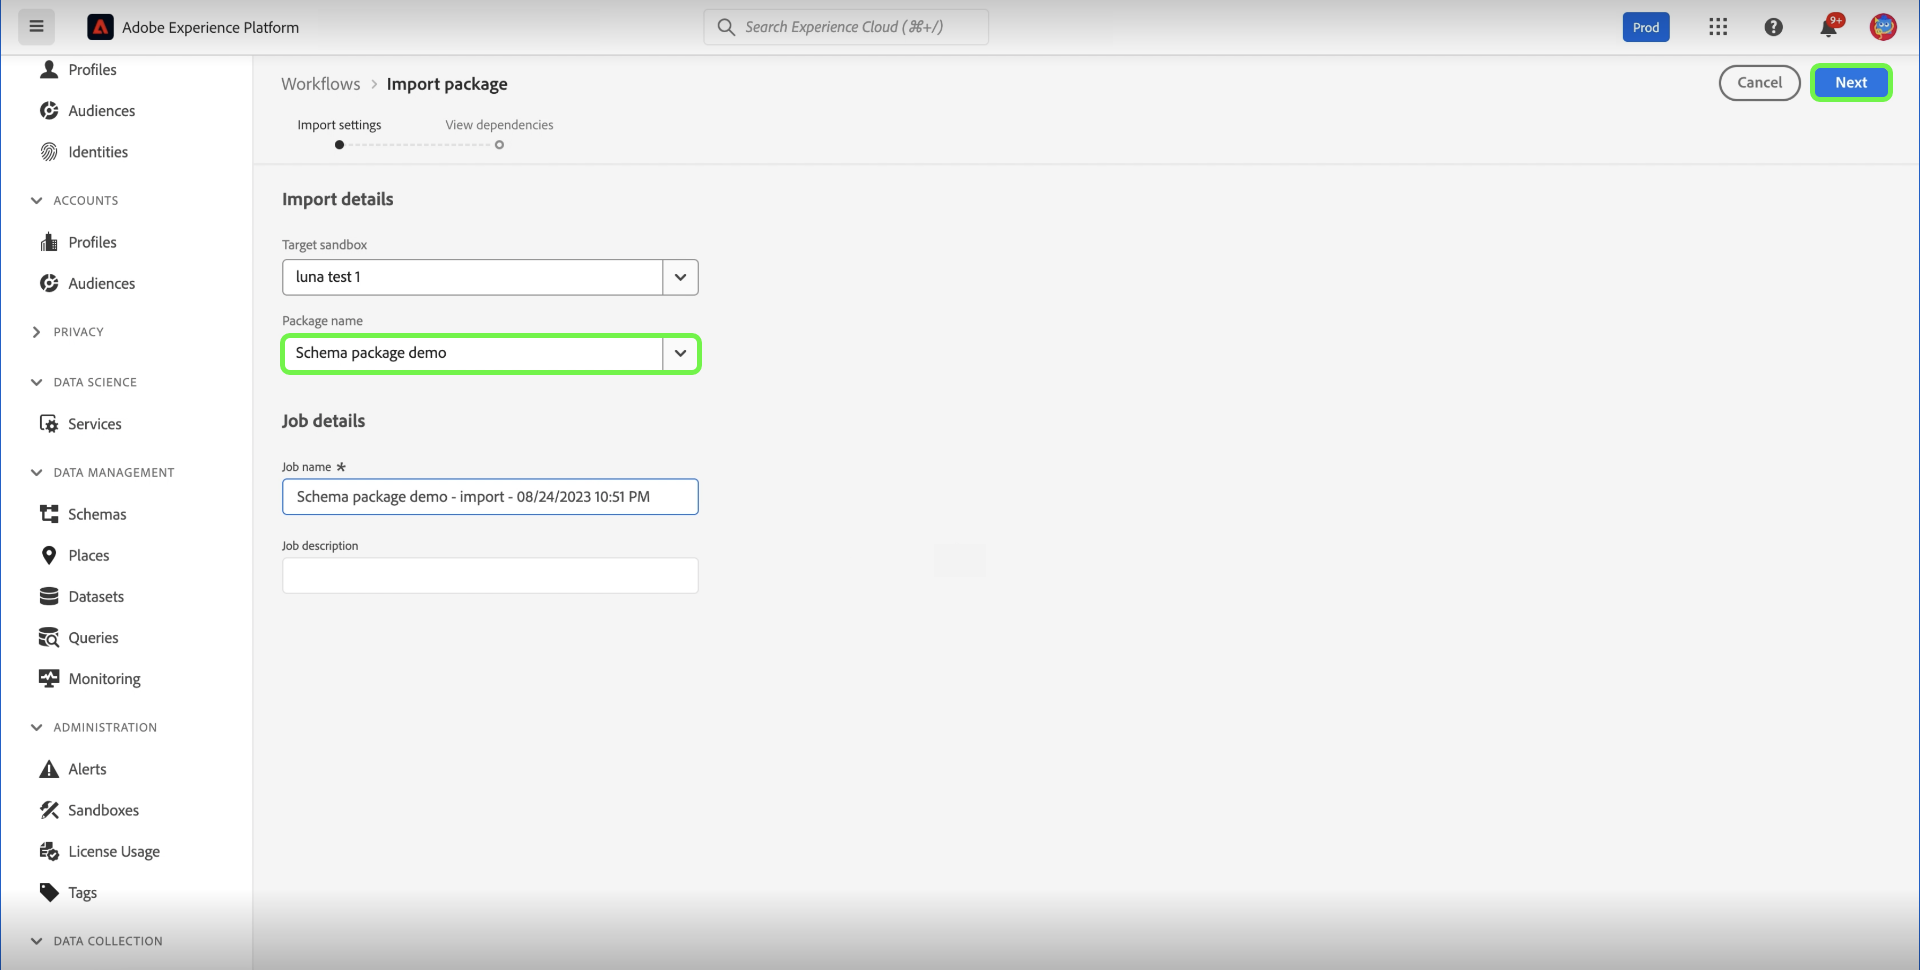 Adobe Experience Platform
Search Experience Cloud (⌘+/)
Prod
9+
Profiles
Audiences
Identities
ACCOUNTS
Profiles
Audiences
PRIVACY
DATA SCIENCE
Services
DATA MANAGEMENT
Schemas
Places
Datasets
Queries
Monitoring
ADMINISTRATION
Alerts
Sandboxes
License Usage
Tags
DATA COLLECTION
Workflows > Import package
Cancel
Next
Import settings
View dependencies
Import details
Target sandbox
luna test 1
Package name
Schema package demo
Job details
Job name *
Schema package demo - import - 08/24/2023 10:51 PM
Job description